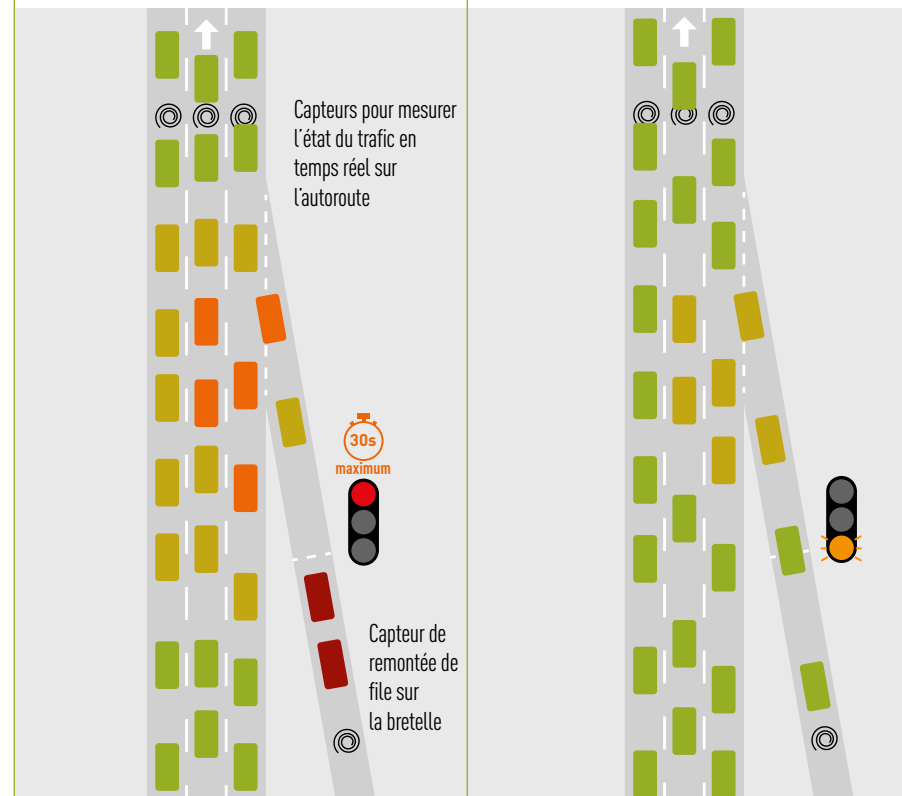 Capteurs pour mesurer
l'état du trafic en
temps réel sur
l'autoroute
30s
maximum
Capteur de
remontée de
file sur
la bretelle